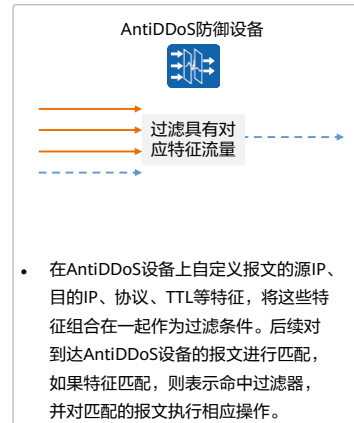 AntiDDoS防御设备
过滤具有对
应特征流量
• 在AntiDDoS设备上自定义报文的源IP、
目的IP、协议、TTL等特征，将这些特
征组合在一起作为过滤条件。后续对
到达AntiDDoS设备的报文进行匹配，
如果特征匹配，则表示命中过滤器，
并对匹配的报文执行相应操作。